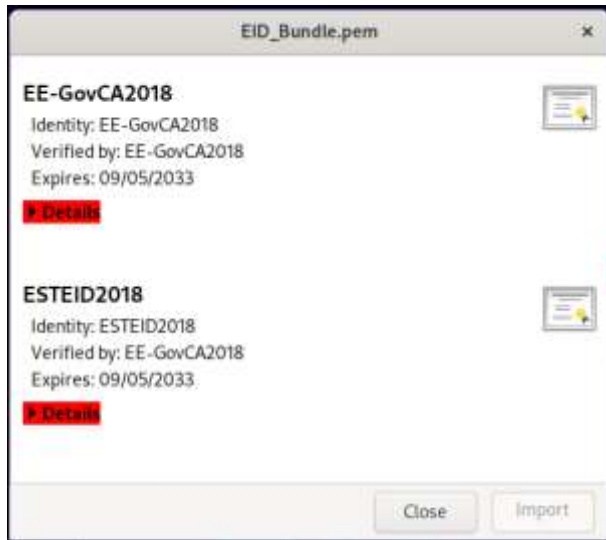 EID_Bundle.pem
EE-GovCA2018
Identity: EE-GovCA2018
Verified by: EE-GovCA2018
Expires: 09/05/2033
Details
ESTEID2018
Identity: ESTEID2018
Verified by: EE-GovCA2018
Expires: 09/05/2033
Details
Close
Import